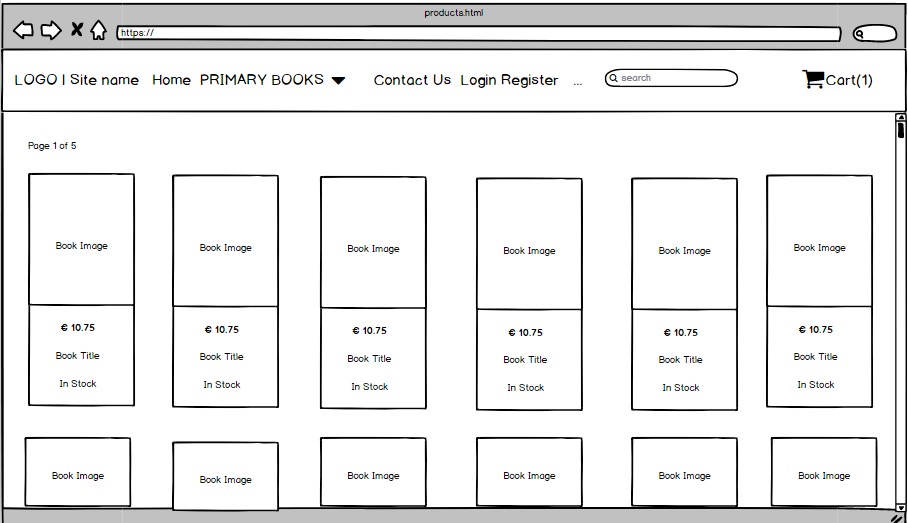 products.html
https://
LOGO | Site name Home PRIMARY BOOKS Contact Us Login Register ... search Cart(1)
Page 1 of 5
Book Image Book Image Book Image Book Image Book Image Book Image
€ 10.75 € 10.75 € 10.75 € 10.75 € 10.75 € 10.75
Book Title Book Title Book Title Book Title Book Title Book Title
In Stock In Stock In Stock In Stock In Stock In Stock
Book Image Book Image Book Image Book Image Book Image Book Image